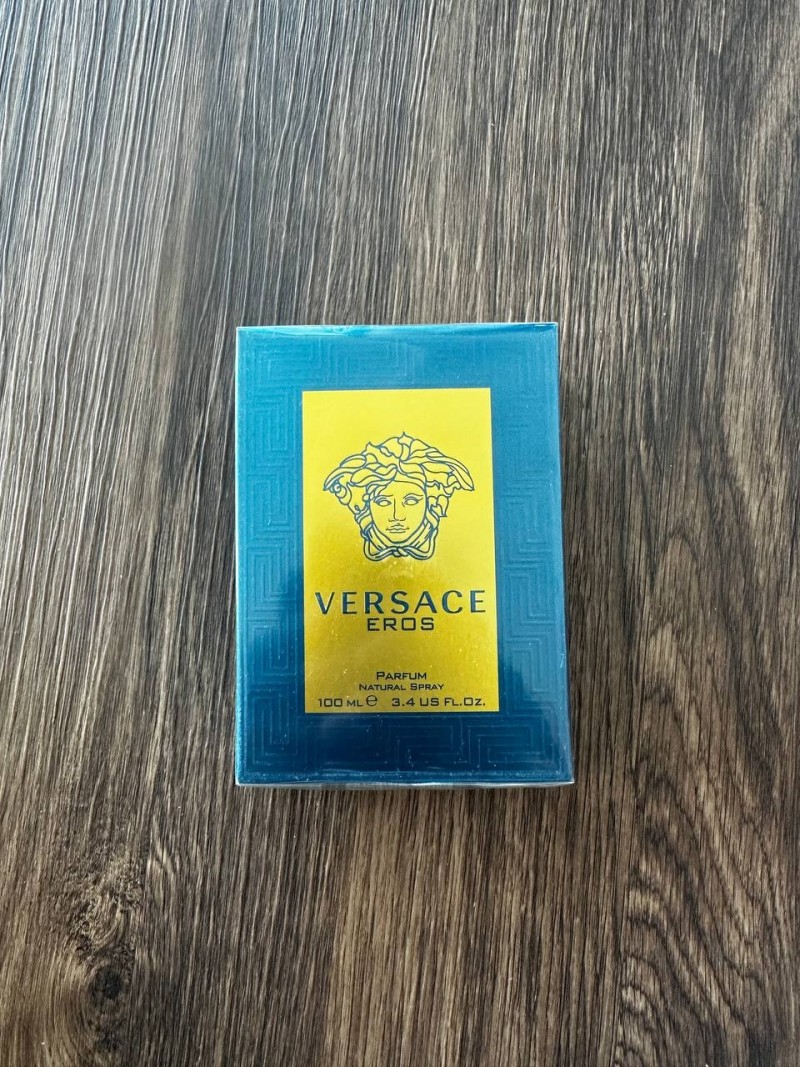 VERSACE
EROS
PARFUM
NATURAL SPRAY
100 ML ℮ 3.4 US FL.OZ.